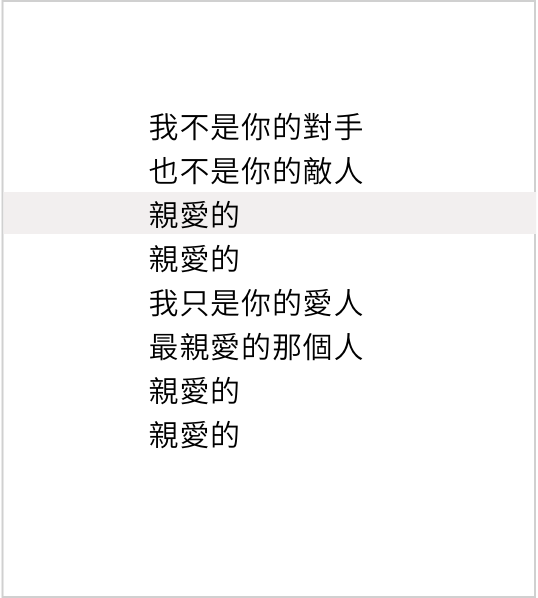 我不是你的對手
也不是你的敵人
親愛的
親愛的
我只是你的愛人
最親愛的那個人
親愛的
親愛的